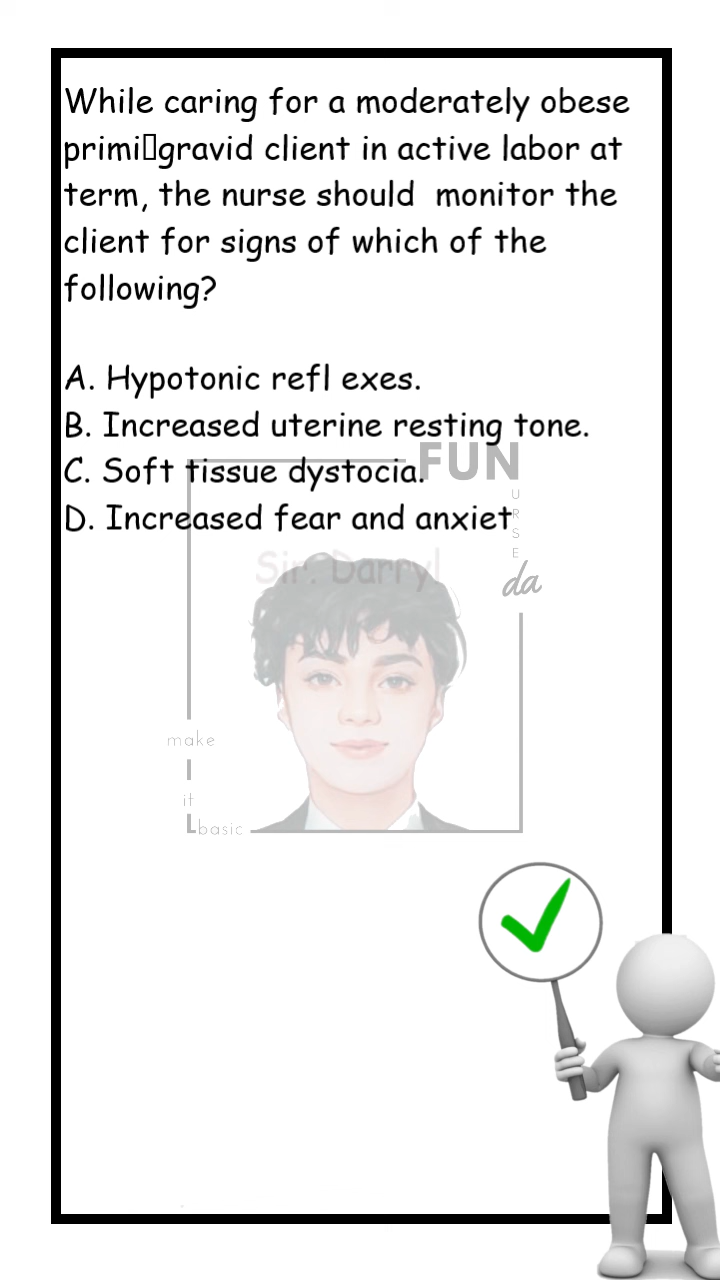 While caring for a moderately obese
primi▯gravid client in active labor at
term, the nurse should  monitor the
client for signs of which of the
following?
A. Hypotonic refl exes.
B. Increased uterine resting tone.
C. Soft tissue dystocia.
D. Increased fear and anxiet
FUN
URSE
da
Sir. Darryl
make
it
basic